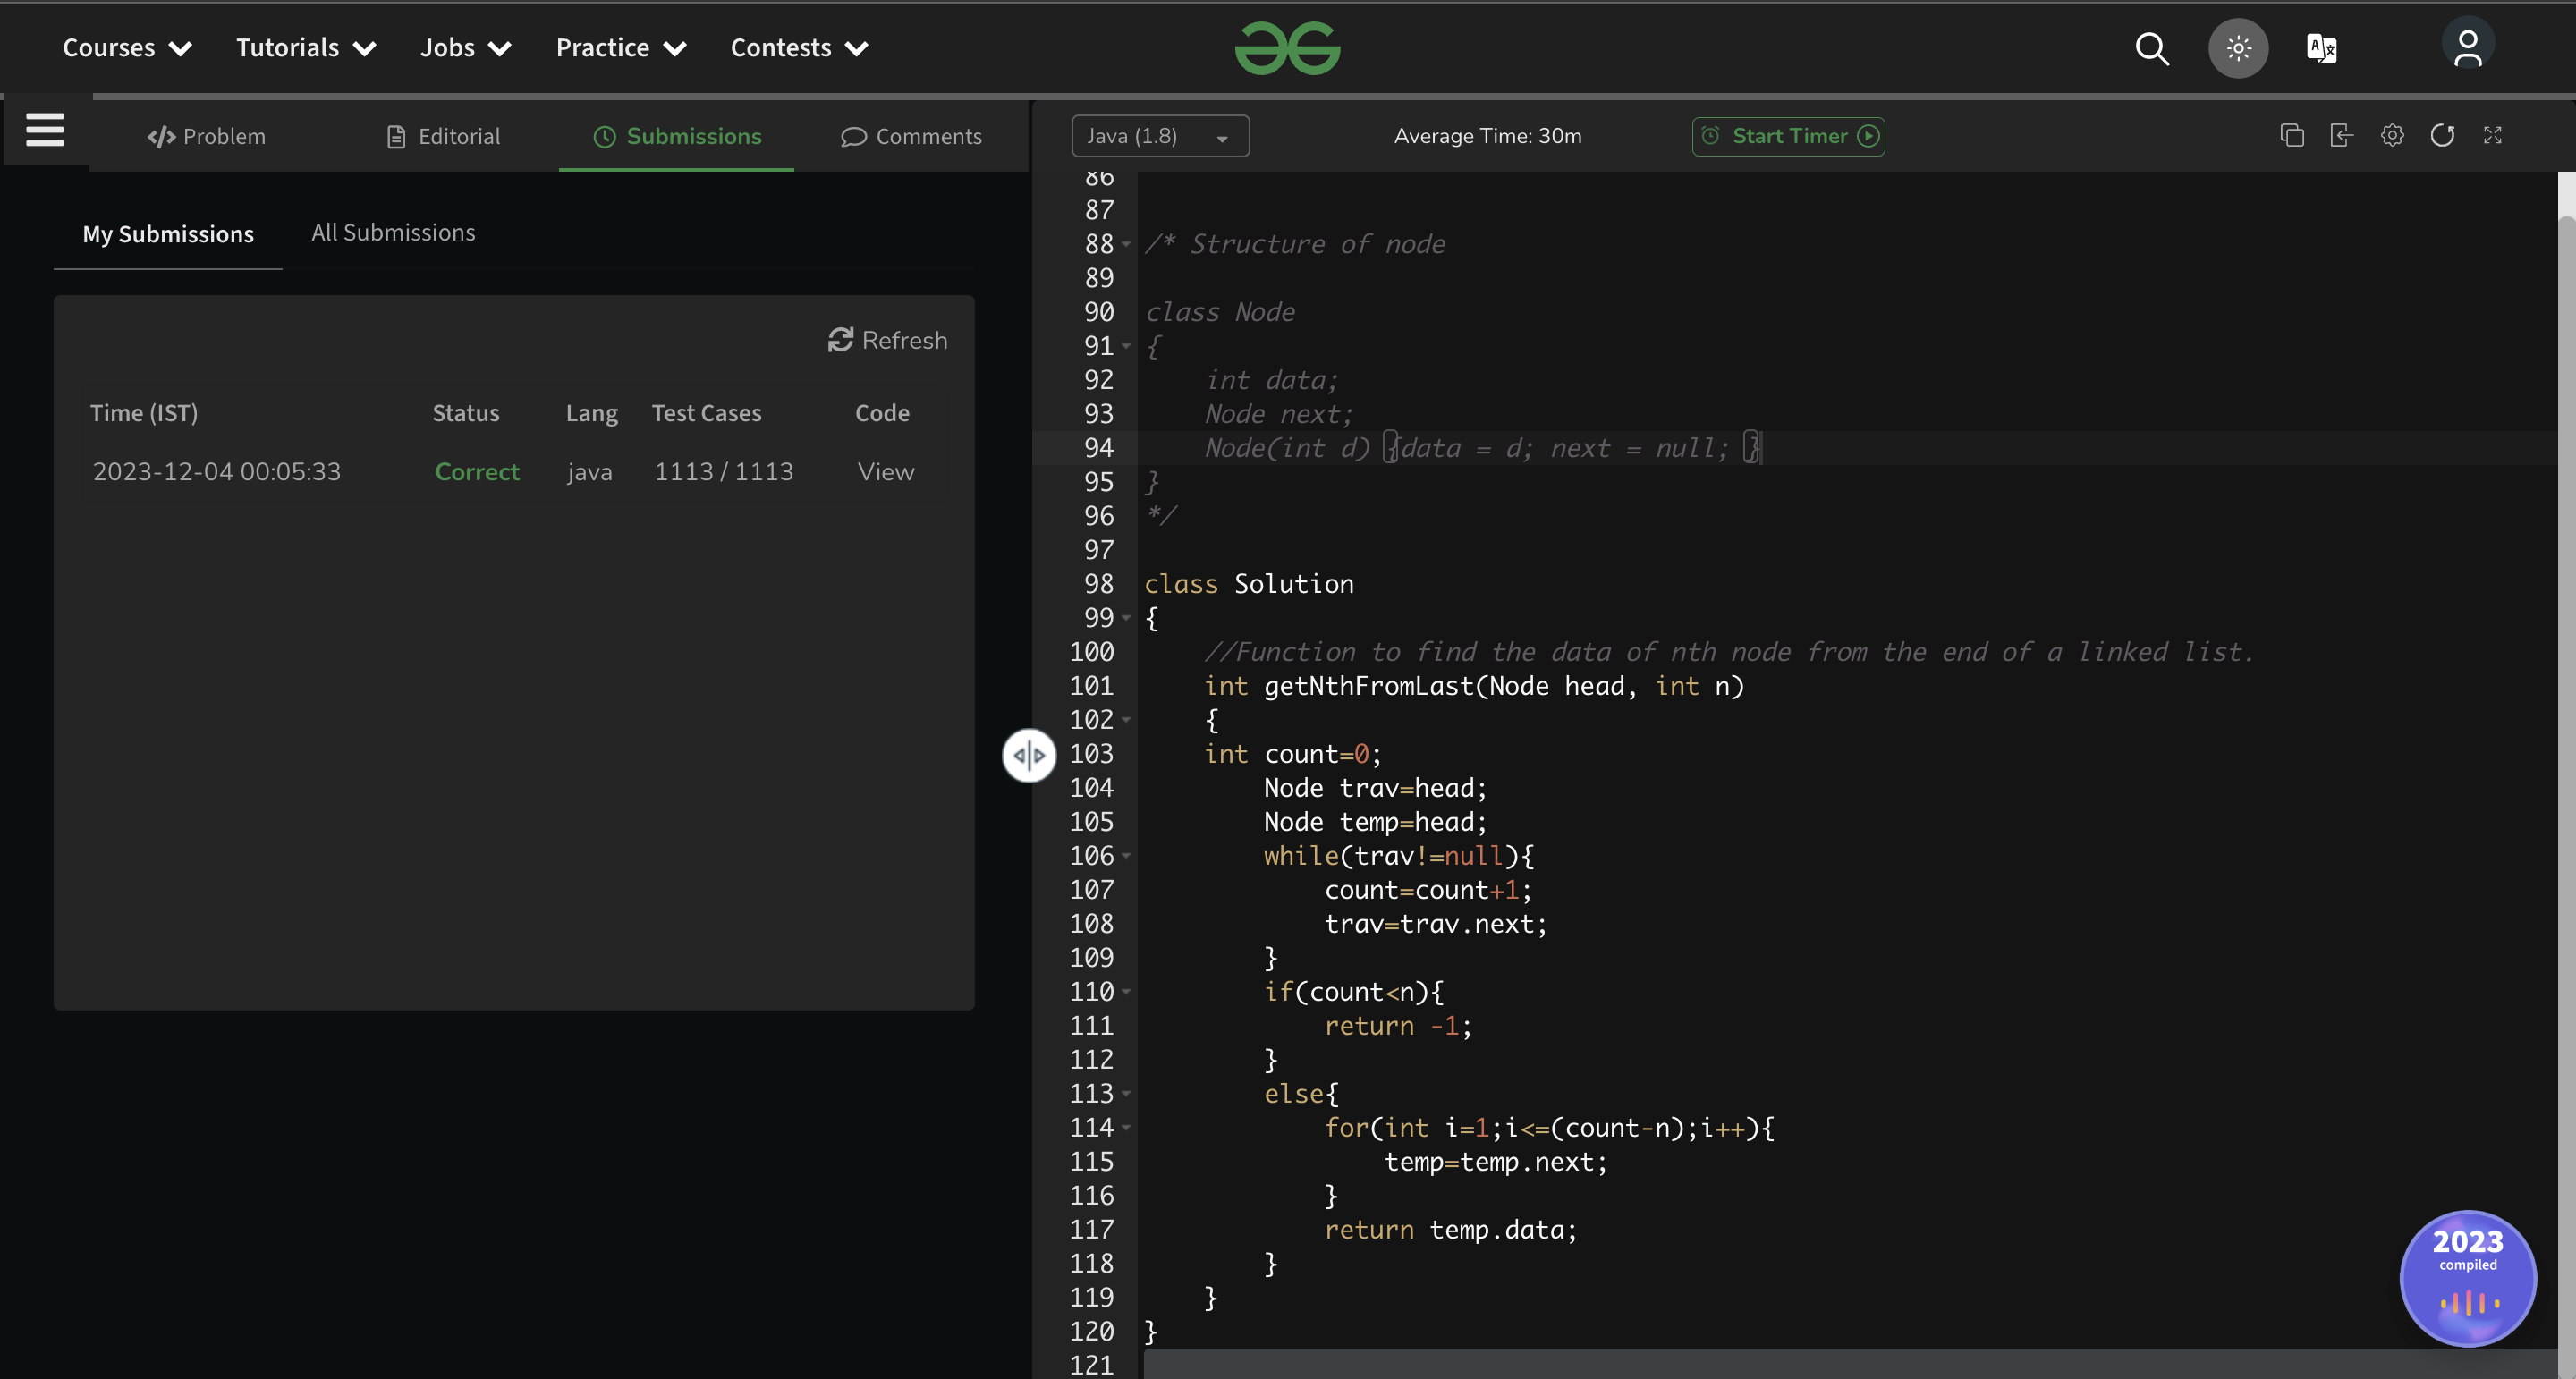 Courses Tutorials Jobs Practice Contests
Problem Editorial Submissions Comments
My Submissions All Submissions
Refresh
Time (IST) Status Lang Test Cases Code
2023-12-04 00:05:33 Correct java 1113 / 1113 View
Java (1.8) Average Time: 30m Start Timer
86
87
88 /* Structure of node
89
90 class Node
91 {
92     int data;
93     Node next;
94     Node(int d) {data = d; next = null; }
95 }
96 */
97
98 class Solution
99 {
100     //Function to find the data of nth node from the end of a linked list.
101     int getNthFromLast(Node head, int n)
102     {
103     int count=0;
104         Node trav=head;
105         Node temp=head;
106         while(trav!=null){
107             count=count+1;
108             trav=trav.next;
109         }
110         if(count<n){
111             return -1;
112         }
113         else{
114             for(int i=1;i<=(count-n);i++){
115                 temp=temp.next;
116             }
117             return temp.data;
118         }
119     }
120 }
121
2023
compiled